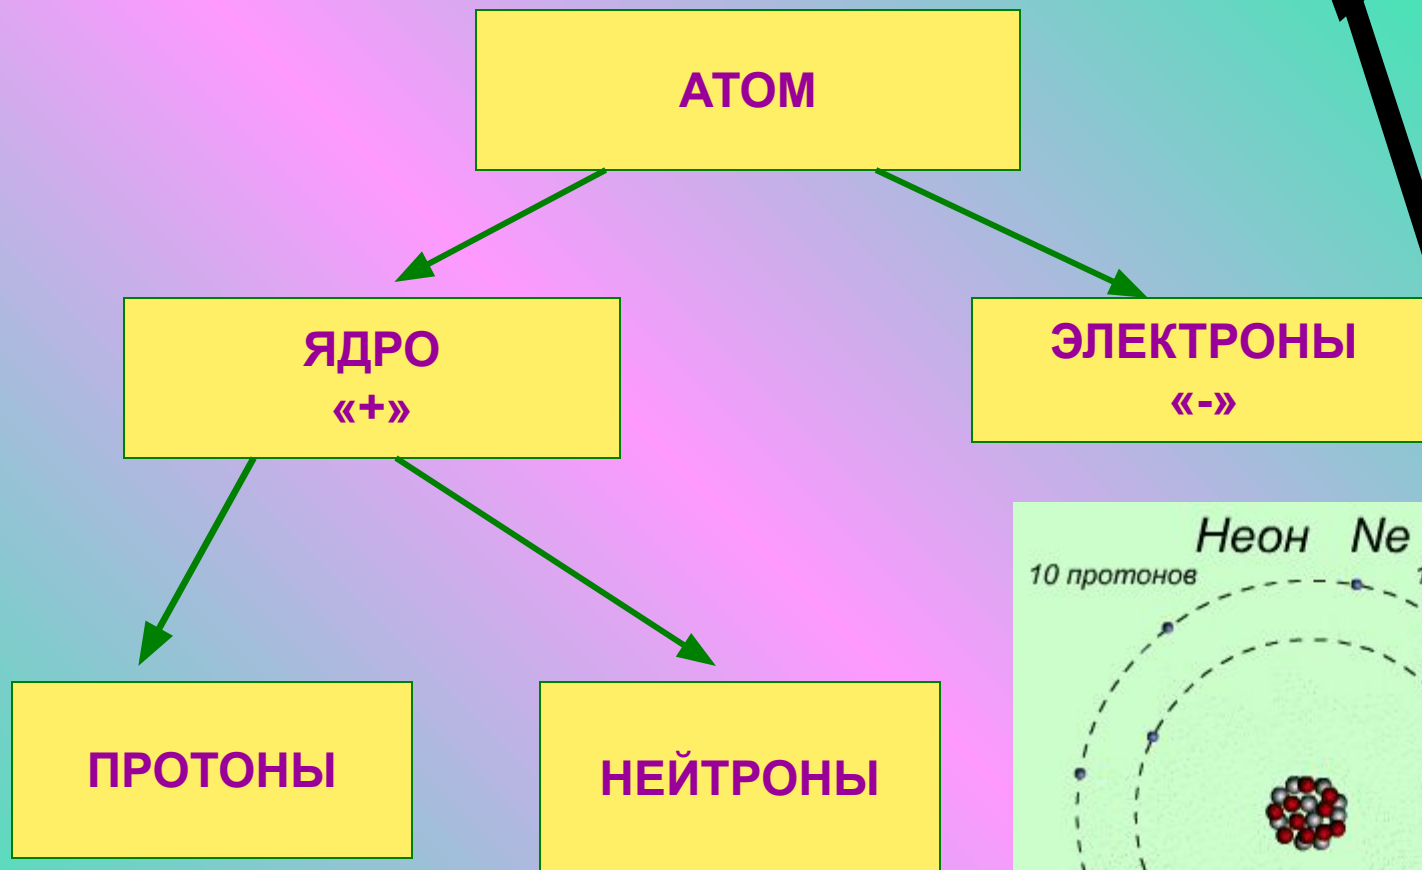 АТОМ
ЯДРО
«+»
ЭЛЕКТРОНЫ
«-»
Неон Ne
10 протонов
ПРОТОНЫ
НЕЙТРОНЫ